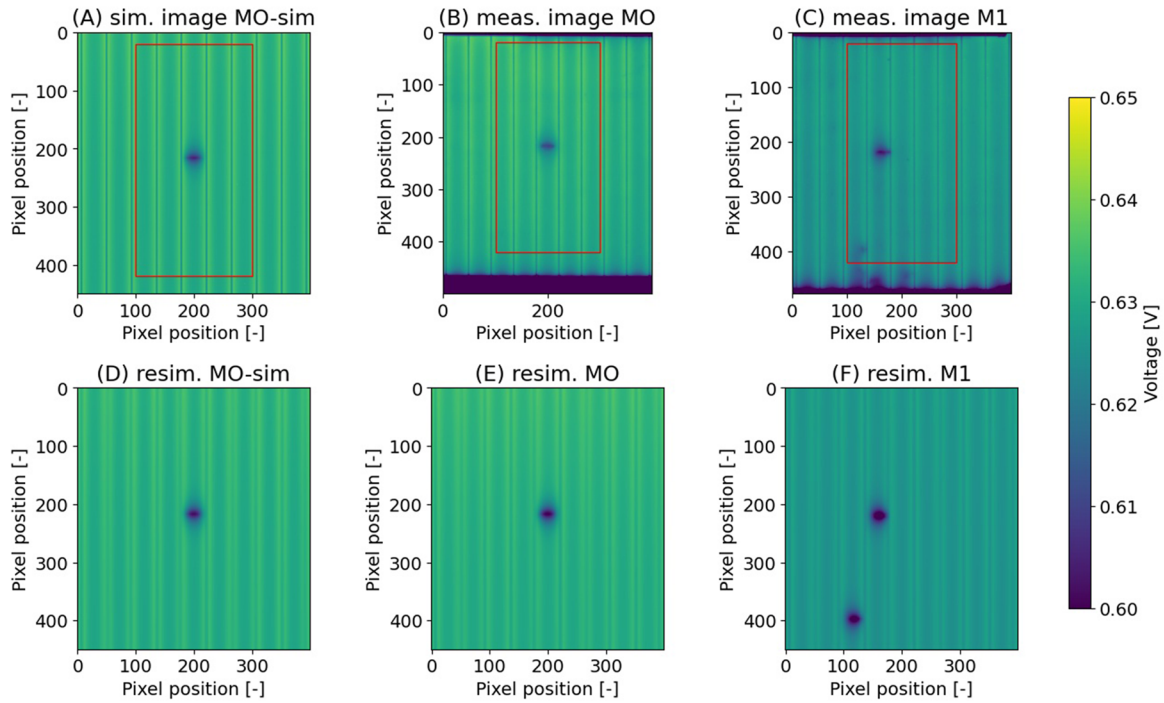 (A) sim. image MO-sim
(B) meas. image MO
(C) meas. image M1
0
100
200
300
400
Pixel position [-]
0 100 200 300
Pixel position [-]
0
100
200
300
400
Pixel position [-]
0 200
Pixel position [-]
0
100
200
300
400
Pixel position [-]
0 100 200 300
Pixel position [-]
(D) resim. MO-sim
(E) resim. MO
(F) resim. M1
0
100
200
300
400
Pixel position [-]
0 100 200 300
Pixel position [-]
0
100
200
300
400
Pixel position [-]
0 100 200 300
Pixel position [-]
0
100
200
300
400
Pixel position [-]
0 100 200 300
Pixel position [-]
0.65
0.64
0.63
0.62
0.61
0.60
Voltage [V]